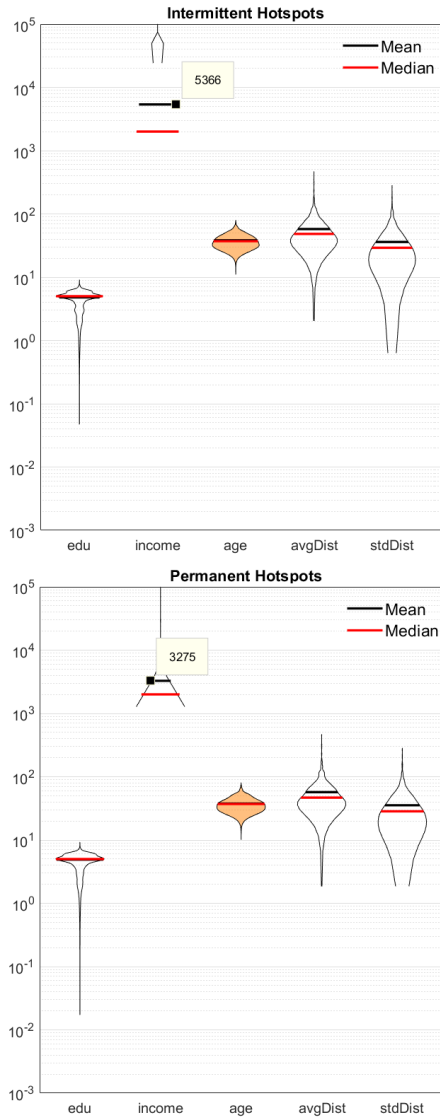 Intermittent Hotspots
Mean
Median
5366
10^5
10^4
10^3
10^2
10^1
10^0
10^-1
10^-2
10^-3
edu income age avgDist stdDist
Permanent Hotspots
Mean
Median
3275
10^5
10^4
10^3
10^2
10^1
10^0
10^-1
10^-2
10^-3
edu income age avgDist stdDist